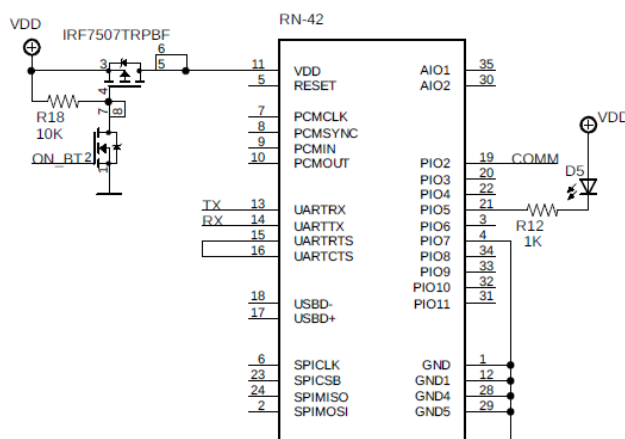 RN-42
VDD
IRF7507TRPBF
6
3
5
11
VDD
AIO1
35
5
RESET
AIO2
30
4
R18
10K
7
8
7
PCMCLK
8
PCMSYNC
9
PCMIN
10
PCMOUT
ON_BT
2
1
PIO2
19
COMM
PIO3
20
PIO4
22
VDD
D5
TX
13
UARTRX
PIO5
21
RX
14
UARTTX
PIO6
3
R12
1K
15
UARTRTS
PIO7
4
16
UARTCTS
PIO8
34
PIO9
33
PIO10
32
18
USBD-
PIO11
31
17
USBD+
6
SPICLK
GND
1
23
SPICSB
GND1
12
24
SPIMISO
GND4
28
2
SPIMOSI
GND5
29